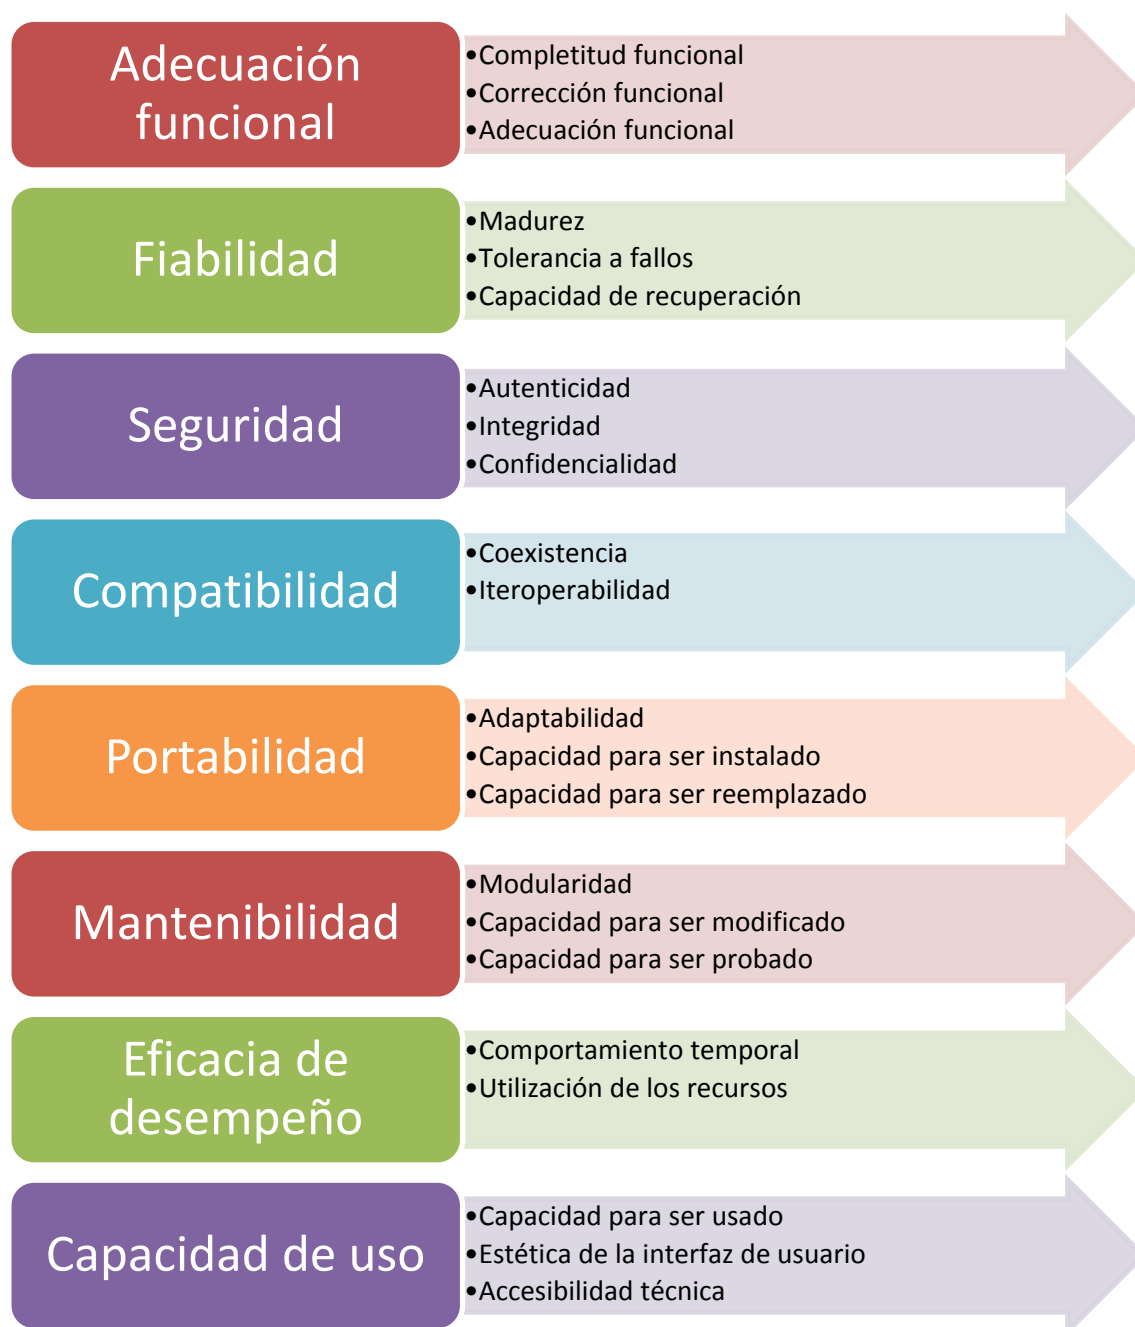 Adecuación
funcional
•Completitud funcional
•Corrección funcional
•Adecuación funcional
Fiabilidad
•Madurez
•Tolerancia a fallos
•Capacidad de recuperación
Seguridad
•Autenticidad
•Integridad
•Confidencialidad
Compatibilidad
•Coexistencia
•Iteroperabilidad
Portabilidad
•Adaptabilidad
•Capacidad para ser instalado
•Capacidad para ser reemplazado
Mantenibilidad
•Modularidad
•Capacidad para ser modificado
•Capacidad para ser probado
Eficacia de
desempeño
•Comportamiento temporal
•Utilización de los recursos
Capacidad de uso
•Capacidad para ser usado
•Estética de la interfaz de usuario
•Accesibilidad técnica